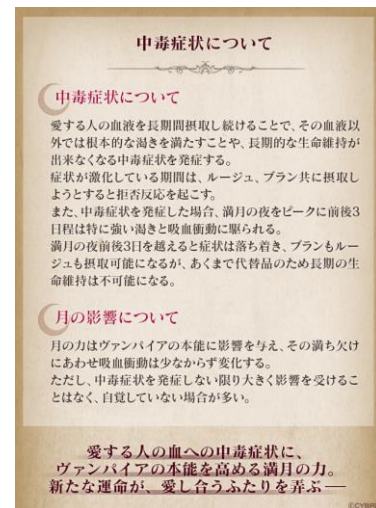 中毒症状について
中毒症状について
愛する人の血液を長期間摂取し続けることで、その血液以
外では根本的な渇きを満たすことや、長期的な生命維持が
出来なくなる中毒症状を発症する。
症状が激化している期間は、ルージュ、ブラン共に摂取し
ようとすると拒否反応を起こす。
また、中毒症状を発症した場合、満月の夜をピークに前後3
日程は特に強い渇きと吸血衝動に駆られる。
満月の夜前後3日を越えると症状は落ち着き、ブランもルー
ジュも摂取可能になるが、あくまで代替品のため長期の生
命維持は不可能になる。
月の影響について
月の力はヴァンパイアの本能に影響を与え、その満ち欠け
にあわせ吸血衝動は少なからず変化する。
ただし、中毒症状を発症しない限り大きく影響を受けるこ
とはなく、自覚していない場合が多い。
愛する人の血への中毒症状に、
ヴァンパイアの本能を高める満月の力。
新たな運命が、愛し合うふたりを弄ぶ──